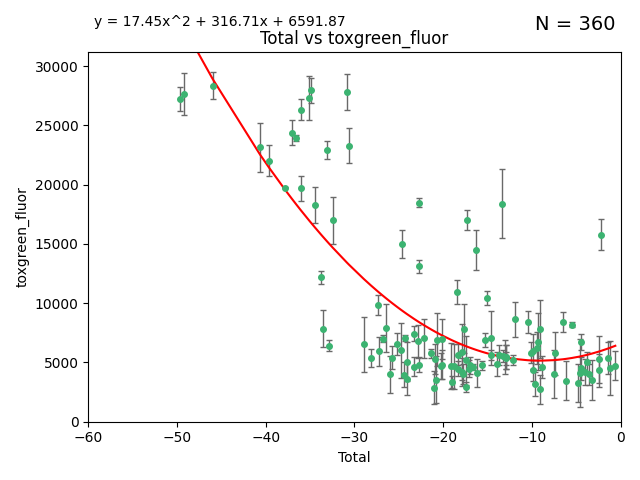 y = 17.45x^2 + 316.71x + 6591.87
N = 360
Total vs toxgreen_fluor
30000
25000
20000
15000
10000
5000
0
toxgreen_fluor
−60
−50
−40
−30
−20
−10
0
Total